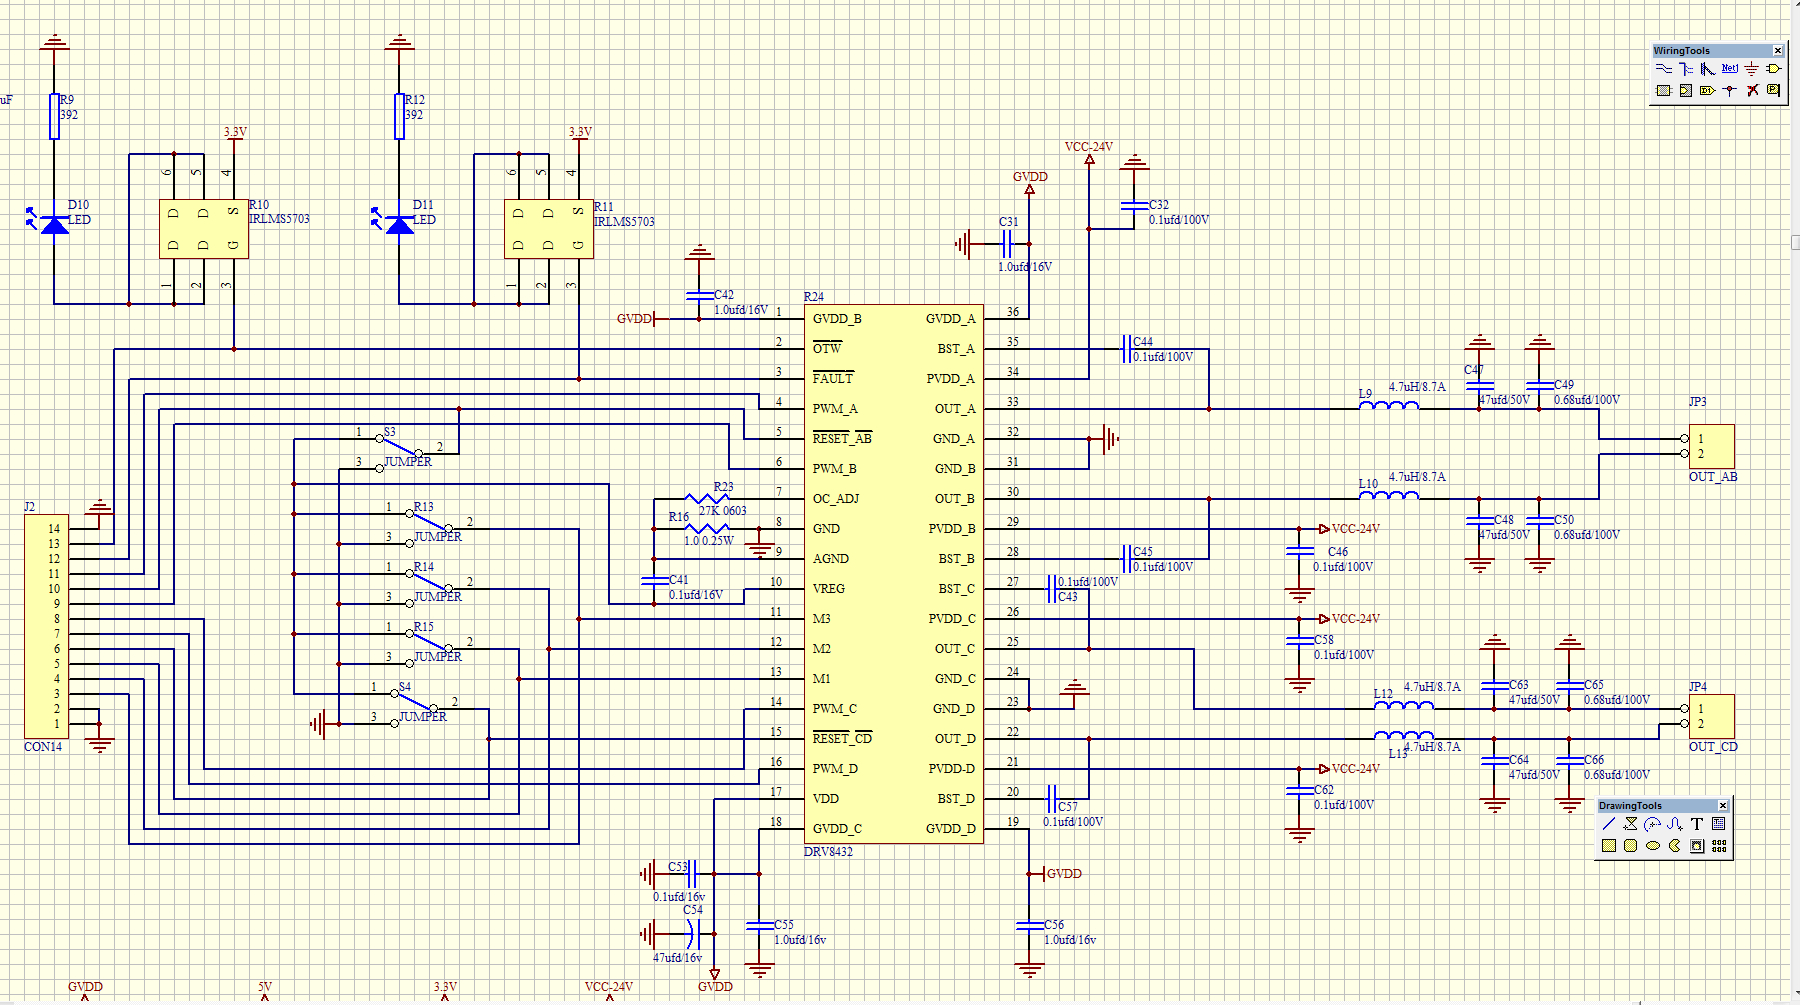 WiringTools
Net1
D1
uF
R9
392
R12
392
3.3V
3.3V
VCC-24V
GVDD
6
5
4
6
5
4
D10
LED
D
D
S
R10
IRLMS5703
D11
LED
D
D
S
R11
IRLMS5703
C32
0.1ufd/100V
C31
1.0ufd/16V
D
D
G
D
D
G
1
2
3
1
2
3
C42
1.0ufd/16V
GVDD
R24
1
GVDD_B
GVDD_A
36
2
OTW
BST_A
35
C44
0.1ufd/100V
3
FAULT
PVDD_A
34
4
PWM_A
OUT_A
33
L9
4.7uH/8.7A
C47
47ufd/50V
C49
0.68ufd/100V
JP3
5
RESET_AB
GND_A
32
1
2
OUT_AB
1
S3
2
3
JUMPER
6
PWM_B
GND_B
31
R23
27K 0603
7
OC_ADJ
OUT_B
30
L10
4.7uH/8.7A
C48
47ufd/50V
C50
0.68ufd/100V
J2
1
R13
2
3
JUMPER
R16
1.0 0.25W
8
GND
PVDD_B
29
VCC-24V
C46
0.1ufd/100V
9
AGND
BST_B
28
C45
0.1ufd/100V
1
R14
2
3
JUMPER
C41
0.1ufd/16V
10
VREG
BST_C
27
0.1ufd/100V
C43
11
M3
PVDD_C
26
VCC-24V
C58
0.1ufd/100V
1
R15
2
3
JUMPER
12
M2
OUT_C
25
13
M1
GND_C
24
1
S4
2
3
JUMPER
14
PWM_C
GND_D
23
L12
4.7uH/8.7A
C63
47ufd/50V
C65
0.68ufd/100V
JP4
1
2
OUT_CD
15
RESET_CD
OUT_D
22
L13
4.7uH/8.7A
C64
47ufd/50V
C66
0.68ufd/100V
16
PWM_D
PVDD-D
21
VCC-24V
C62
0.1ufd/100V
17
VDD
BST_D
20
C57
0.1ufd/100V
18
GVDD_C
GVDD_D
19
DRV8432
14
13
12
11
10
9
8
7
6
5
4
3
2
1
CON14
DrawingTools
T
C53
0.1ufd/16v
C54
47ufd/16v
C55
1.0ufd/16v
GVDD
C56
1.0ufd/16v
GVDD
5V
3.3V
VCC-24V
GVDD